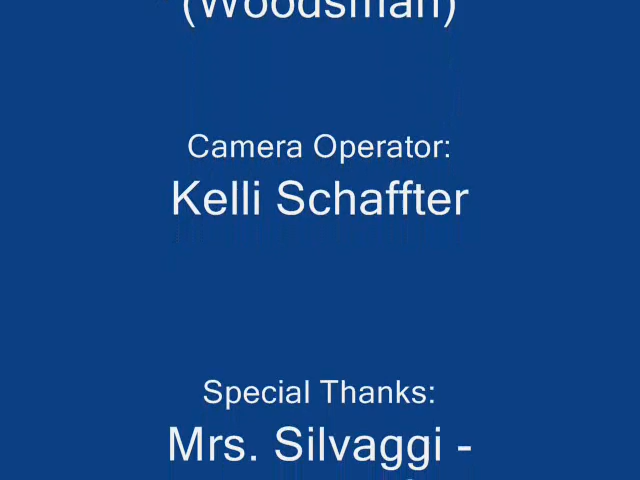 (Woodsman)
Camera Operator:
Kelli Schaffter
Special Thanks:
Mrs. Silvaggi -